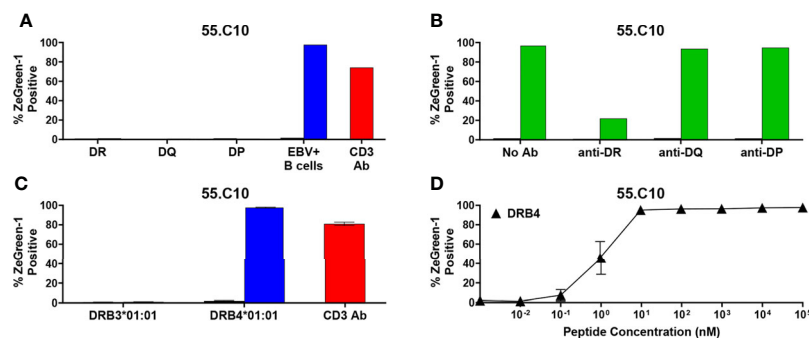 A
55.C10
% ZeGreen-1
Positive
100
80
60
40
20
0
DR
DQ
DP
EBV+
B cells
CD3
Ab
B
55.C10
% ZeGreen-1
Positive
100
80
60
40
20
0
No Ab
anti-DR
anti-DQ
anti-DP
C
55.C10
% ZeGreen-1
Positive
100
80
60
40
20
0
DRB3*01:01
DRB4*01:01
CD3 Ab
D
55.C10
DRB4
% ZeGreen-1
Positive
100
80
60
40
20
0
10⁻² 10⁻¹ 10⁰ 10¹ 10² 10³ 10⁴ 10⁵
Peptide Concentration (nM)